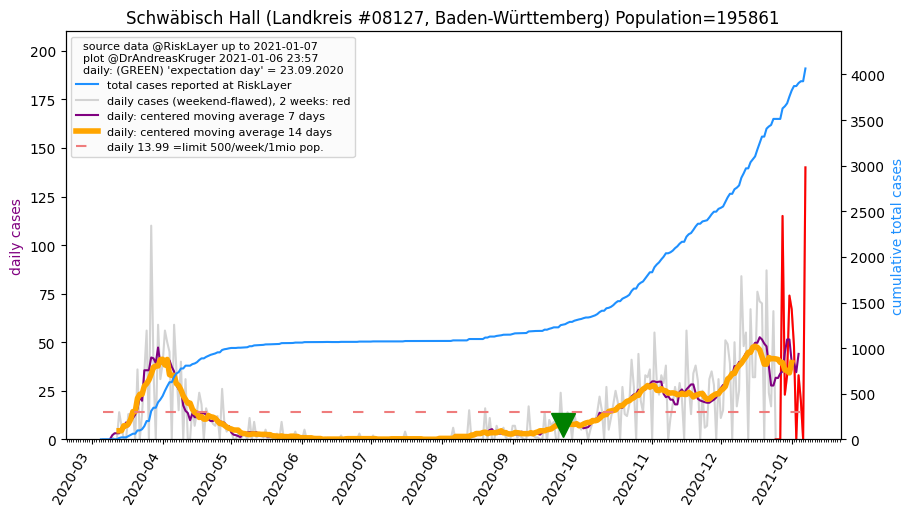 Schwäbisch Hall (Landkreis #08127, Baden-Württemberg) Population=195861
source data @RiskLayer up to 2021-01-07
plot @DrAndreasKruger 2021-01-06 23:57
daily: (GREEN) 'expectation day' = 23.09.2020
total cases reported at RiskLayer
daily cases (weekend-flawed), 2 weeks: red
daily: centered moving average 7 days
daily: centered moving average 14 days
daily 13.99 =limit 500/week/1mio pop.
daily cases
200
175
150
125
100
75
50
25
0
cumulative total cases
4000
3500
3000
2500
2000
1500
1000
500
0
2020-03
2020-04
2020-05
2020-06
2020-07
2020-08
2020-09
2020-10
2020-11
2020-12
2021-01